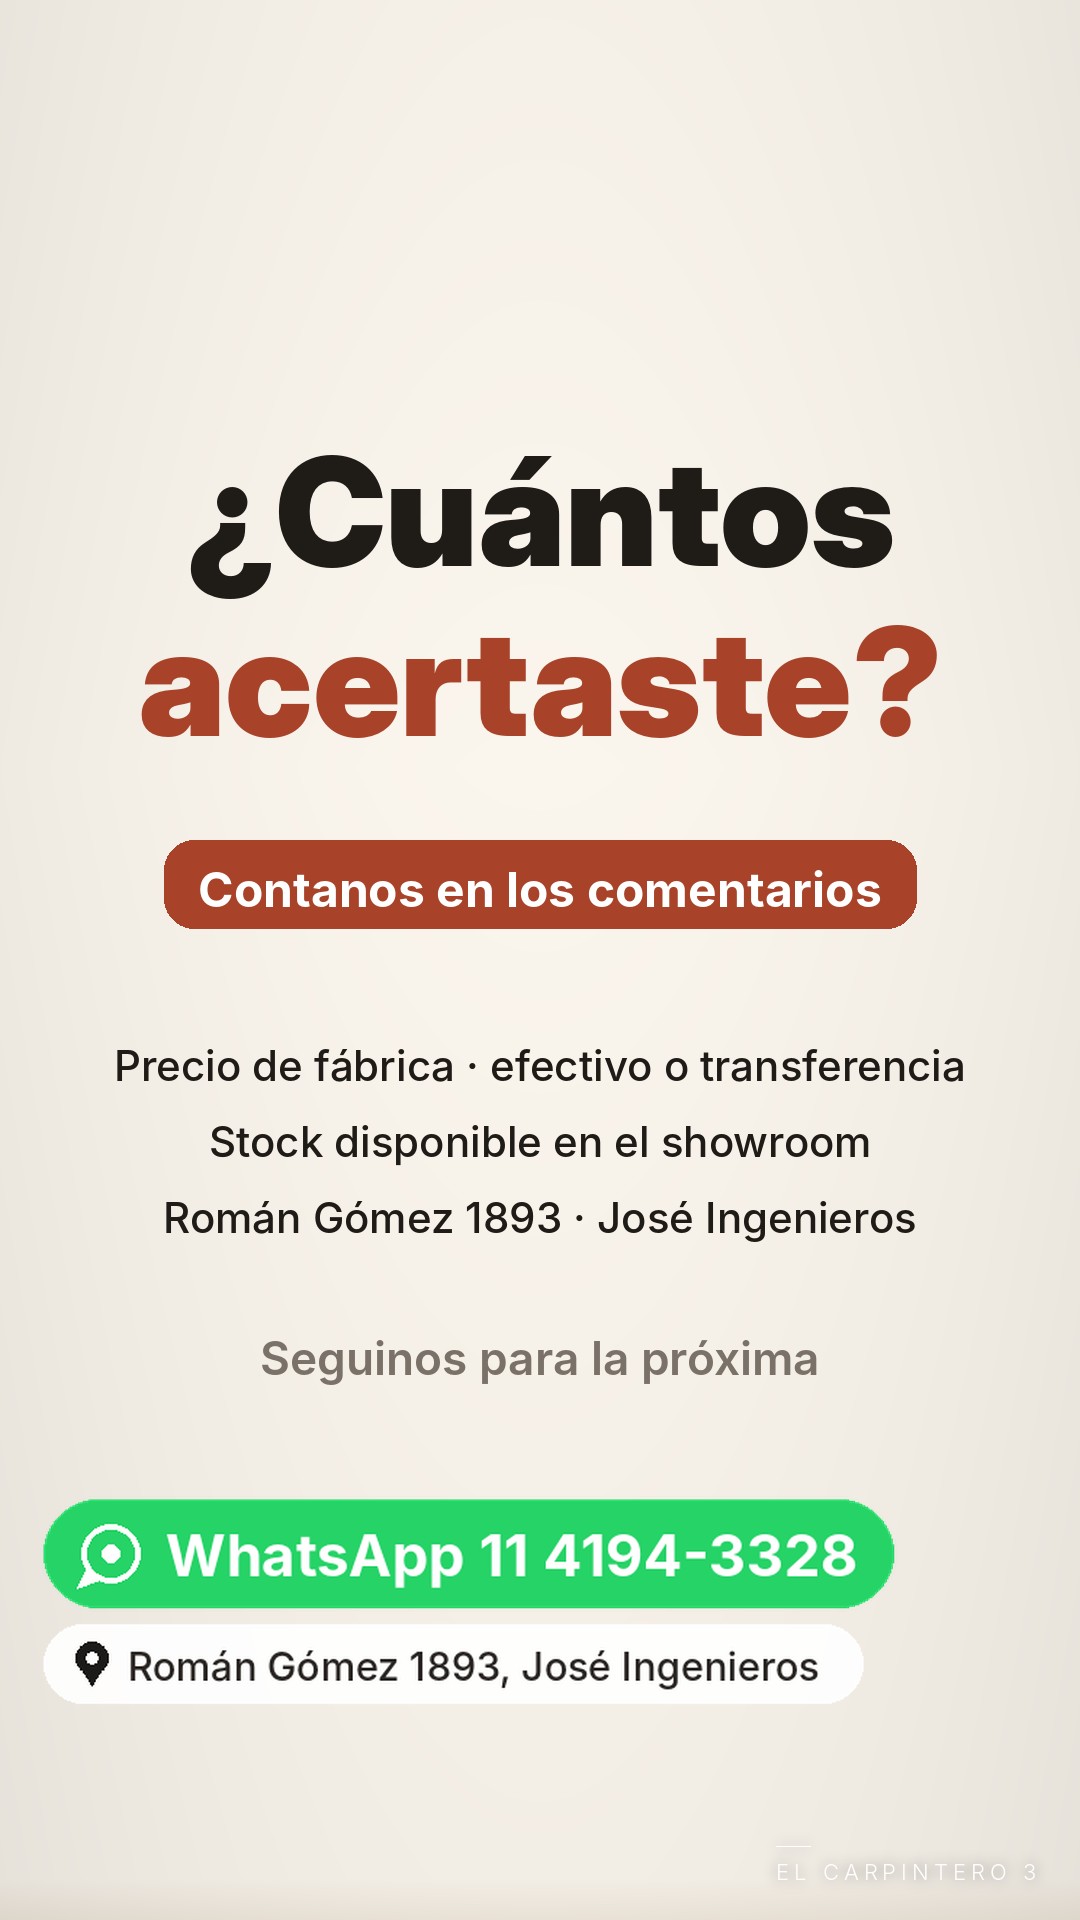 ¿Cuántos
acertaste?
Contanos en los comentarios
Precio de fábrica · efectivo o transferencia
Stock disponible en el showroom
Román Gómez 1893 · José Ingenieros
Seguinos para la próxima
WhatsApp 11 4194-3328
Román Gómez 1893, José Ingenieros
EL CARPINTERO 3